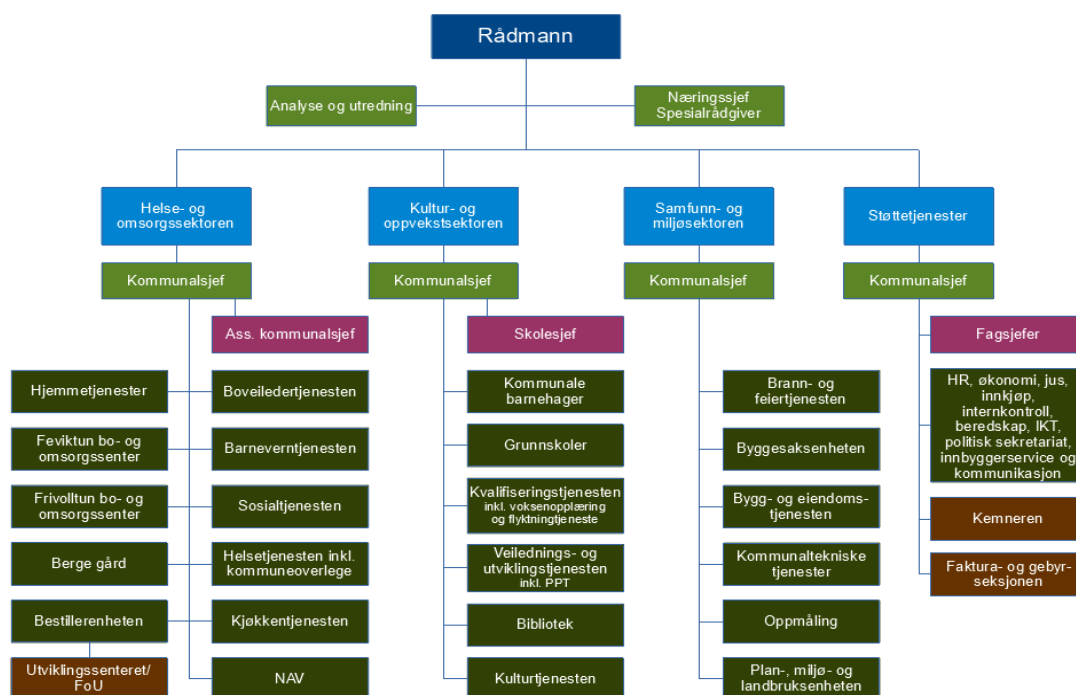 Rådmann
Analyse og utredning
Næringssjef
Spesialrådgiver
Helse- og
omsorgssektoren
Kultur- og
oppvekstsektoren
Samfunn- og
miljøsektoren
Støttetjenester
Kommunalsjef
Kommunalsjef
Kommunalsjef
Kommunalsjef
Ass. kommunalsjef
Skolesjef
Fagsjefer
Hjemmetjenester
Feviktun bo- og
omsorgssenter
Frivolltun bo- og
omsorgssenter
Berge gård
Bestillerenheten
Utviklingssenteret/
FoU
Boveiledertjenesten
Barneverntjenesten
Sosialtjenesten
Helsetjenesten inkl.
kommuneoverlege
Kjøkkentjenesten
NAV
Kommunale
barnehager
Grunnskoler
Kvalifiseringstjenesten
inkl. voksenopplæring
og flyktningtjeneste
Veilednings- og
utviklingstjenesten
inkl. PPT
Bibliotek
Kulturtjenesten
Brann- og
feiertjenesten
Byggesaksenheten
Bygg- og eiendoms-
tjenesten
Kommunaltekniske
tjenester
Oppmåling
Plan-, miljø- og
landbruksenheten
HR, økonomi, jus,
innkjøp,
internkontroll,
beredskap, IKT,
politisk sekretariat,
innbyggerservice og
kommunikasjon
Kemneren
Faktura- og gebyr-
seksjonen